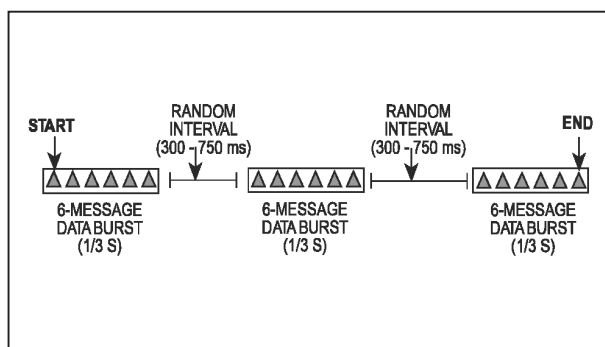 START
RANDOM
INTERVAL
(300 - 750 ms)
RANDOM
INTERVAL
(300 - 750 ms)
END
6-MESSAGE
DATA BURST
(1/3 S)
6-MESSAGE
DATA BURST
(1/3 S)
6-MESSAGE
DATA BURST
(1/3 S)